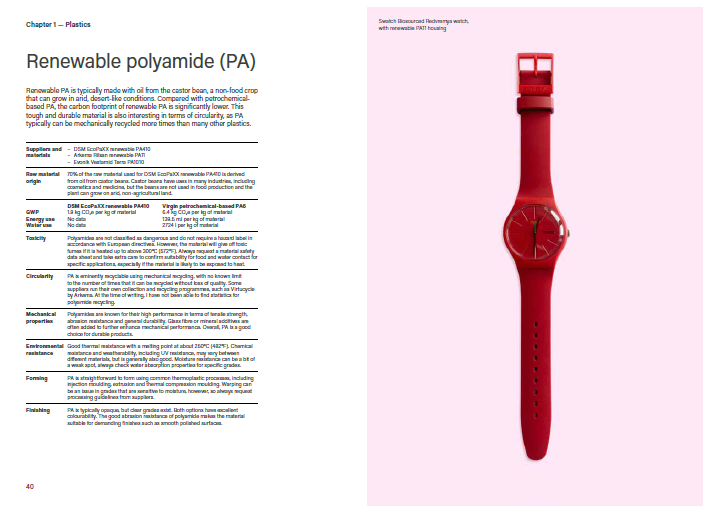 Chapter 1 — Plastics
Renewable polyamide (PA)
Renewable PA is typically made with oil from the castor bean, a non-food crop
that can grow in arid, desert-like conditions. Compared with petrochemical-
based PA, the carbon footprint of renewable PA is significantly lower. This
tough and durable material is also interesting in terms of circularity, as PA
typically can be mechanically recycled more times than many other plastics.
Suppliers and materials
– DSM EcoPaXX renewable PA410
– Arkema Rilsan renewable PA11
– Evonik Vestamid Terra PA1010
Raw material origin
70% of the raw material used for DSM EcoPaXX renewable PA410 is derived
from oil from castor beans. Castor beans have uses in many industries, including
cosmetics and medicine, but the beans are not used in food production and the
plant can grow on arid, non-agricultural land.
DSM EcoPaXX renewable PA410 Virgin petrochemical-based PA6
GWP 1.9 kg CO₂e per kg of material 6.4 kg CO₂e per kg of material
Energy use No data 139.5 mj per kg of material
Water use No data 2724 l per kg of material
Toxicity
Polyamides are not classified as dangerous and do not require a hazard label in
accordance with European directives. However, the material will give off toxic
fumes if it is heated up to above 300°C (572°F). Always request a material safety
data sheet and take extra care to confirm suitability for food and water contact for
specific applications, especially if the material is likely to be exposed to heat.
Circularity
PA is eminently recyclable using mechanical recycling, with no known limit
to the number of times that it can be recycled without loss of quality. Some
suppliers run their own collection and recycling programmes, such as Virtucycle
by Arkema. At the time of writing, I have not been able to find statistics for
polyamide recycling.
Mechanical properties
Polyamides are known for their high performance in terms of tensile strength,
abrasion resistance and general durability. Glass fibre or mineral additives are
often added to further enhance mechanical performance. Overall, PA is a good
choice for durable products.
Environmental resistance
Good thermal resistance with a melting point at about 250°C (482°F). Chemical
resistance and weatherability, including UV resistance, may vary between
different materials, but is generally also good. Moisture resistance can be a bit of
a weak spot, always check water absorption properties for specific grades.
Forming
PA is straightforward to form using common thermoplastic processes, including
injection moulding, extrusion and thermal compression moulding. Warping can
be an issue in grades that are sensitive to moisture, however, so always request
processing guidelines from suppliers.
Finishing
PA is typically opaque, but clear grades exist. Both options have excellent
colourability. The good abrasion resistance of polyamide makes the material
suitable for demanding finishes such as smooth polished surfaces.
40
Swatch Biosourced Redvremya watch,
with renewable PA11 housing